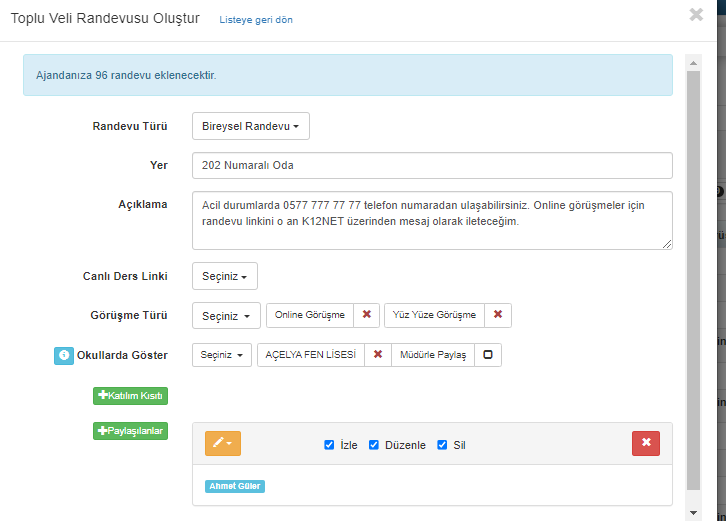 Toplu Veli Randevusu Oluştur Listeye geri dön
Ajandanıza 96 randevu eklenecektir.
Randevu Türü Bireysel Randevu
Yer 202 Numaralı Oda
Açıklama Acil durumlarda 0577 777 77 77 telefon numaradan ulaşabilirsiniz. Online görüşmeler için
randevu linkini o an K12NET üzerinden mesaj olarak ileteceğim.
Canlı Ders Linki Seçiniz
Görüşme Türü Seçiniz Online Görüşme Yüz Yüze Görüşme
Okullarda Göster Seçiniz AÇELYA FEN LİSESİ Müdürle Paylaş
Katılım Kısıtı
Paylaşılanlar İzle Düzenle Sil
Ahmet Güler